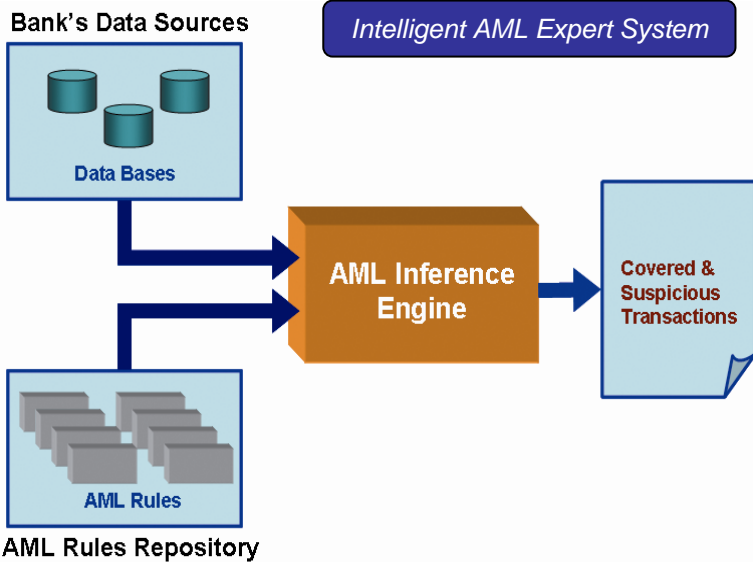 Bank's Data Sources
Intelligent AML Expert System
Data Bases
AML Inference
Engine
Covered &
Suspicious
Transactions
AML Rules
AML Rules Repository